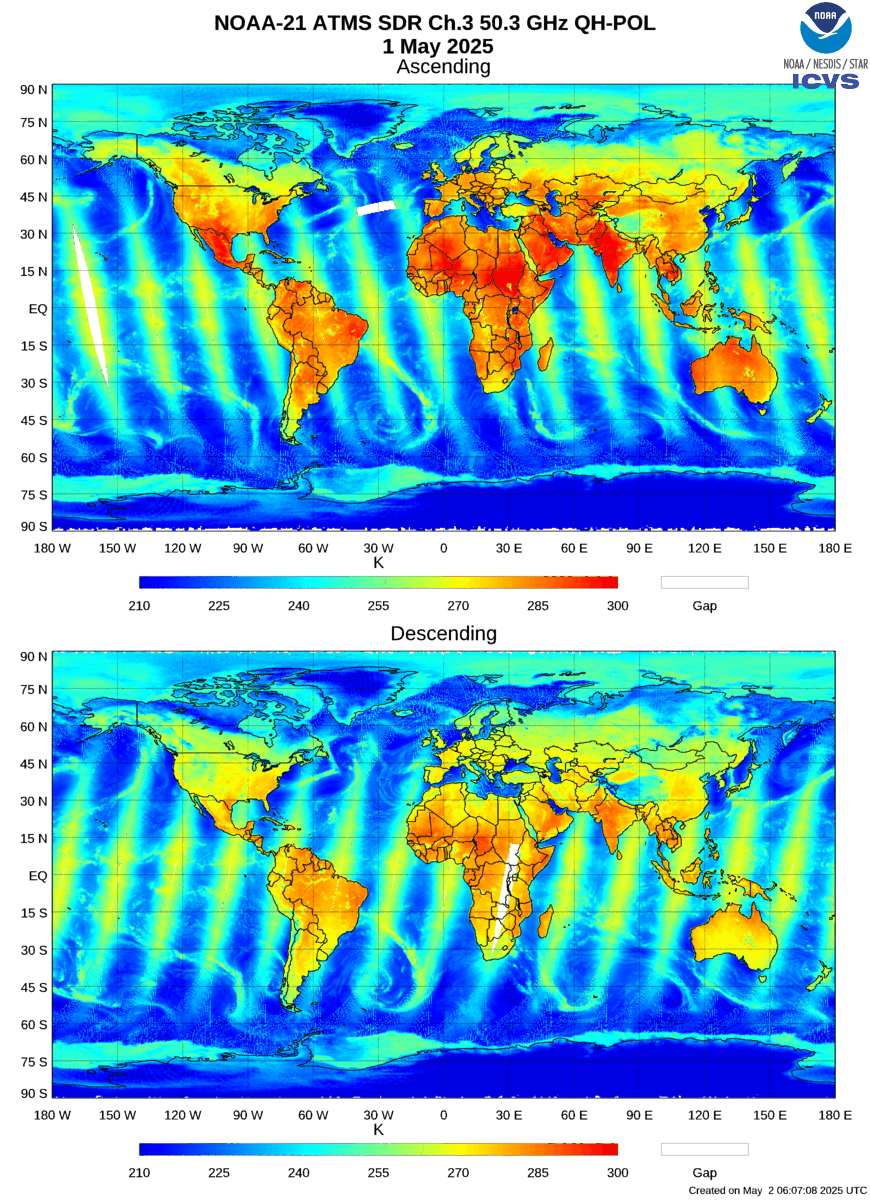 NOAA-21 ATMS SDR Ch.3 50.3 GHz QH-POL
1 May 2025
NOAA
NOAA / NESDIS / STAR
ICVS
Ascending
90 N
75 N
60 N
45 N
30 N
15 N
EQ
15 S
30 S
45 S
60 S
75 S
90 S
180 W 150 W 120 W 90 W 60 W 30 W 0 30 E 60 E 90 E 120 E 150 E 180 E
K
210 225 240 255 270 285 300 Gap
Descending
90 N
75 N
60 N
45 N
30 N
15 N
EQ
15 S
30 S
45 S
60 S
75 S
90 S
180 W 150 W 120 W 90 W 60 W 30 W 0 30 E 60 E 90 E 120 E 150 E 180 E
K
210 225 240 255 270 285 300 Gap
Created on May 2 06:07:08 2025 UTC